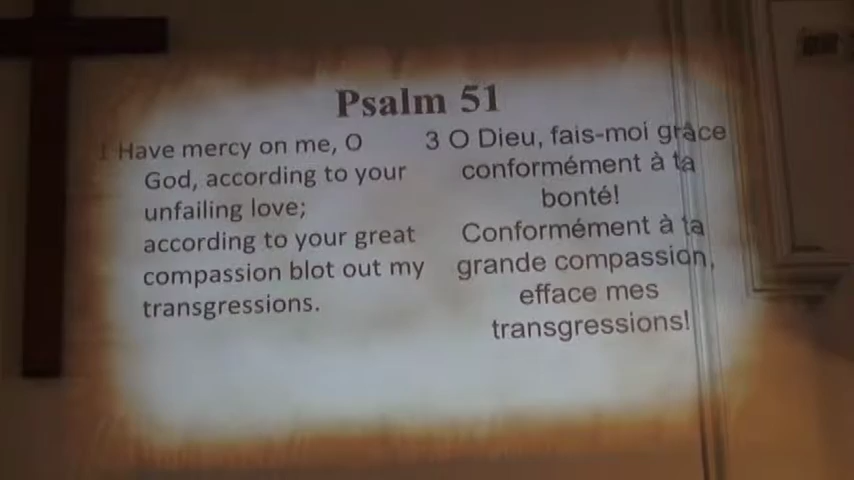 Psalm 51
1 Have mercy on me, O
God, according to your
unfailing love;
according to your great
compassion blot out my
transgressions.
3 O Dieu, fais-moi grâce
conformément à ta
bonté!
Conformément à ta
grande compassion,
efface mes
transgressions!